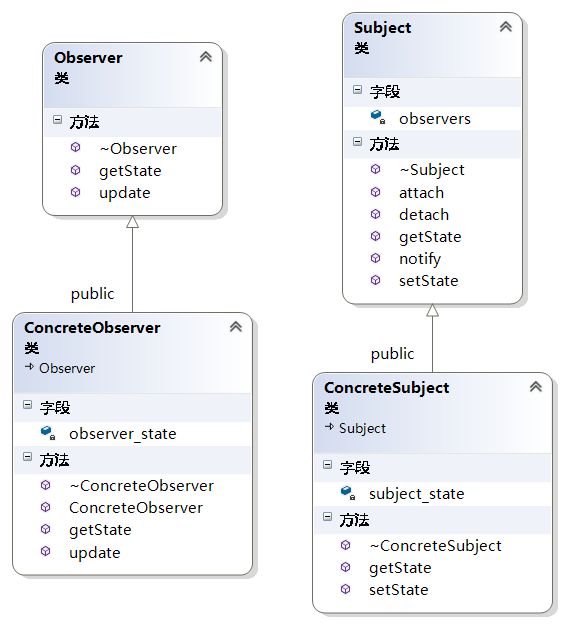 Observer
类
方法
~Observer
getState
update
public
ConcreteObserver
类
Observer
字段
observer_state
方法
~ConcreteObserver
ConcreteObserver
getState
update
Subject
类
字段
observers
方法
~Subject
attach
detach
getState
notify
setState
public
ConcreteSubject
类
Subject
字段
subject_state
方法
~ConcreteSubject
getState
setState